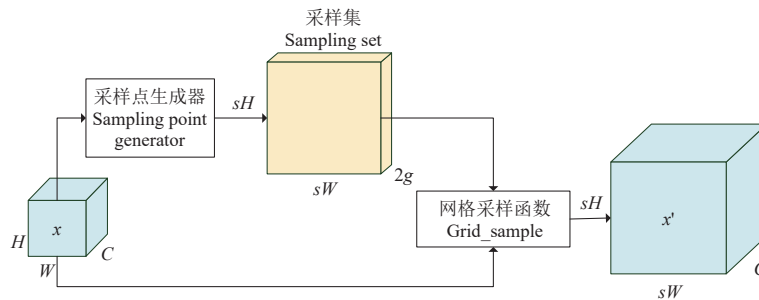 采样集
Sampling set
采样点生成器
Sampling point
generator
sH
sW
2g
x
H
W
C
网格采样函数
Grid_sample
sH
x'
sW